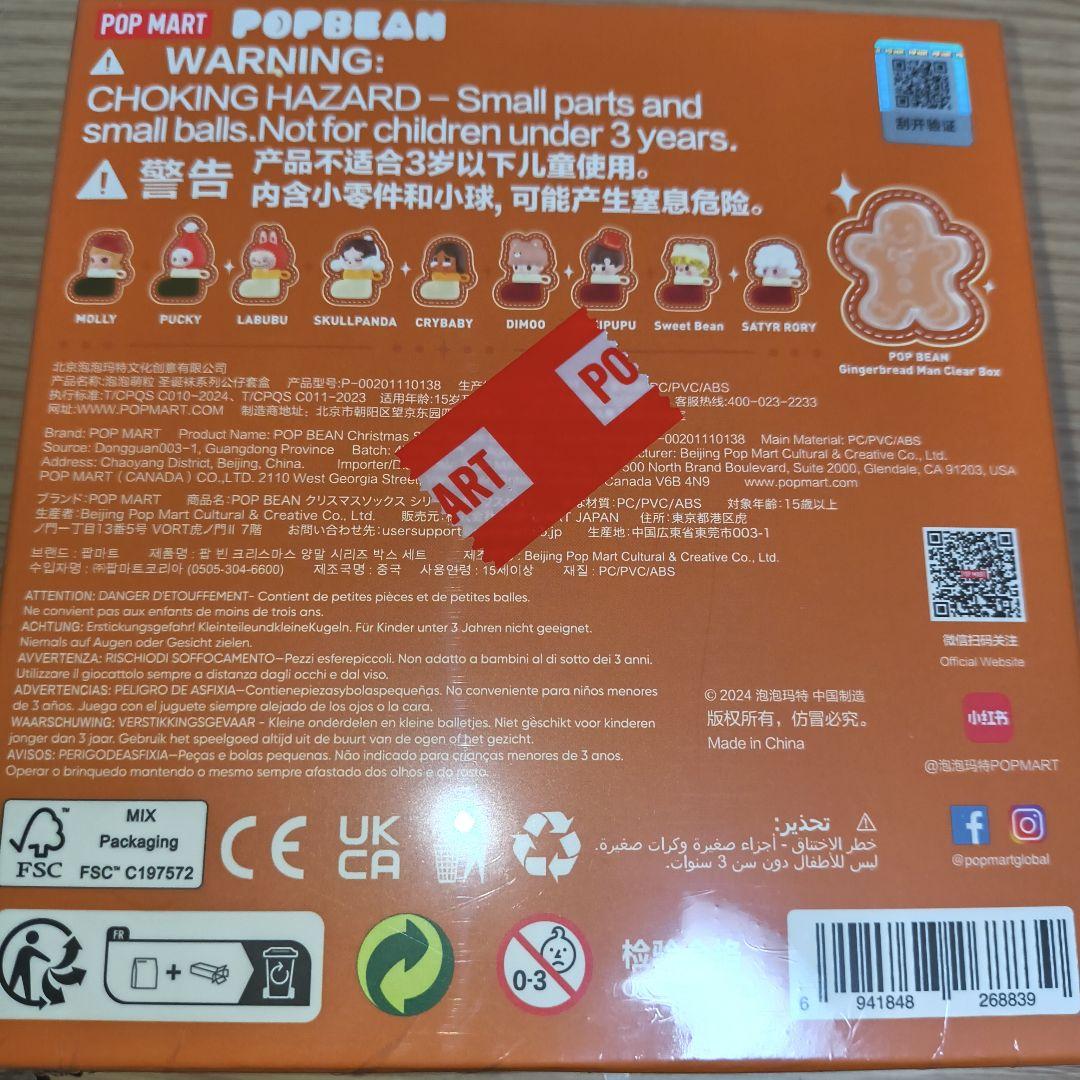 POP MART POPBEAN
WARNING:
CHOKING HAZARD – Small parts and
small balls.Not for children under 3 years.
警告 产品不适合3岁以下儿童使用。
内含小零件和小球, 可能产生窒息危险。
刮开验证
MOLLY PUCKY LABUBU SKULLPANDA CRYBABY DIMOO IPUPU Sweet Bean SATYR RORY
POP BEAN
Gingerbread Man Clear Box
北京泡泡玛特文化创意有限公司
产品名称:泡泡萌粒 圣诞袜系列公仔套盒 产品型号:P-00201110138 生产 PC/PVC/ABS
执行标准:T/CPQS C010-2024、T/CPQS C011-2023 适用年龄:15岁 客服热线:400-023-2233
网址:WWW.POPMART.COM 制造商地址: 北京市朝阳区望京东园四
Brand: POP MART Product Name: POP BEAN Christmas S -00201110138 Main Material: PC/PVC/ABS
Source: Dongguan003-1, Guangdong Province Batch: urer: Beijing Pop Mart Cultural & Creative Co., Ltd.
Address: Chaoyang District, Beijing, China. Importer/D 500 North Brand Boulevard, Suite 2000, Glendale, CA 91203, USA
POP MART (CANADA) CO.,LTD. 2110 West Georgia Street, Canada V6B 4N9 www.popmart.com
ブランド:POP MART 商品名:POP BEAN クリスマスソックス シリー な材質:PC/PVC/ABS 対象年齢:15歳以上
生産者:Beijing Pop Mart Cultural & Creative Co., Ltd. 販売元: T JAPAN 住所:東京都港区虎
ノ門一丁目13番5号 VORT虎ノ門II 7階 お問い合わせ先:usersupport o.jp 生産地:中国広東省東莞市003-1
브랜드 : 팝마트 제품명 : 팝 빈 크리스마스 양말 시리즈 박스 세트 제조 Beijing Pop Mart Cultural & Creative Co., Ltd.
수입자명 : ㈜팝마트코리아 (0505-304-6600) 제조국명 : 중국 사용연령 : 15세이상 재질 : PC/PVC/ABS
ART PO
ATTENTION: DANGER D'ETOUFFEMENT- Contient de petites pièces et de petites balles.
Ne convient pas aux enfants de moins de trois ans.
ACHTUNG: Erstickungsgefahr! KleinteileundkleineKugeln. Für Kinder unter 3 Jahren nicht geeignet.
Niemals auf Augen oder Gesicht zielen.
AVVERTENZA: RISCHIODI SOFFOCAMENTO–Pezzi esferepiccoli. Non adatto a bambini al di sotto dei 3 anni.
Utilizzare il giocattolo sempre a distanza dagli occhi e dal viso.
ADVERTENCIAS: PELIGRO DE ASFIXIA–Contienepiezasybolaspequeñas. No conveniente para niños menores
de 3 años. Juega con el juguete siempre alejado de los ojos o la cara.
WAARSCHUWING: VERSTIKKINGSGEVAAR - Kleine onderdelen en kleine balletjes. Niet geschikt voor kinderen
jonger dan 3 jaar. Gebruik het speelgoed altijd uit de buurt van de ogen of het gezicht.
AVISOS: PERIGODEASFIXIA–Peças e bolas pequenas. Não indicado para crianças menores de 3 anos.
Operar o brinquedo mantendo o mesmo sempre afastado dos olhos e do rosto.
POP MART
微信扫码关注
Official Website
© 2024 泡泡玛特 中国制造
版权所有，仿冒必究。
Made in China
小红书
@泡泡玛特POPMART
FSC
MIX
Packaging
FSC™ C197572
CE UK CA
تحذير:
خطر الاختناق - أجزاء صغيرة وكرات صغيرة.
ليس للأطفال دون سن 3 سنوات.
@popmartglobal
FR
0-3
6 941848 268839